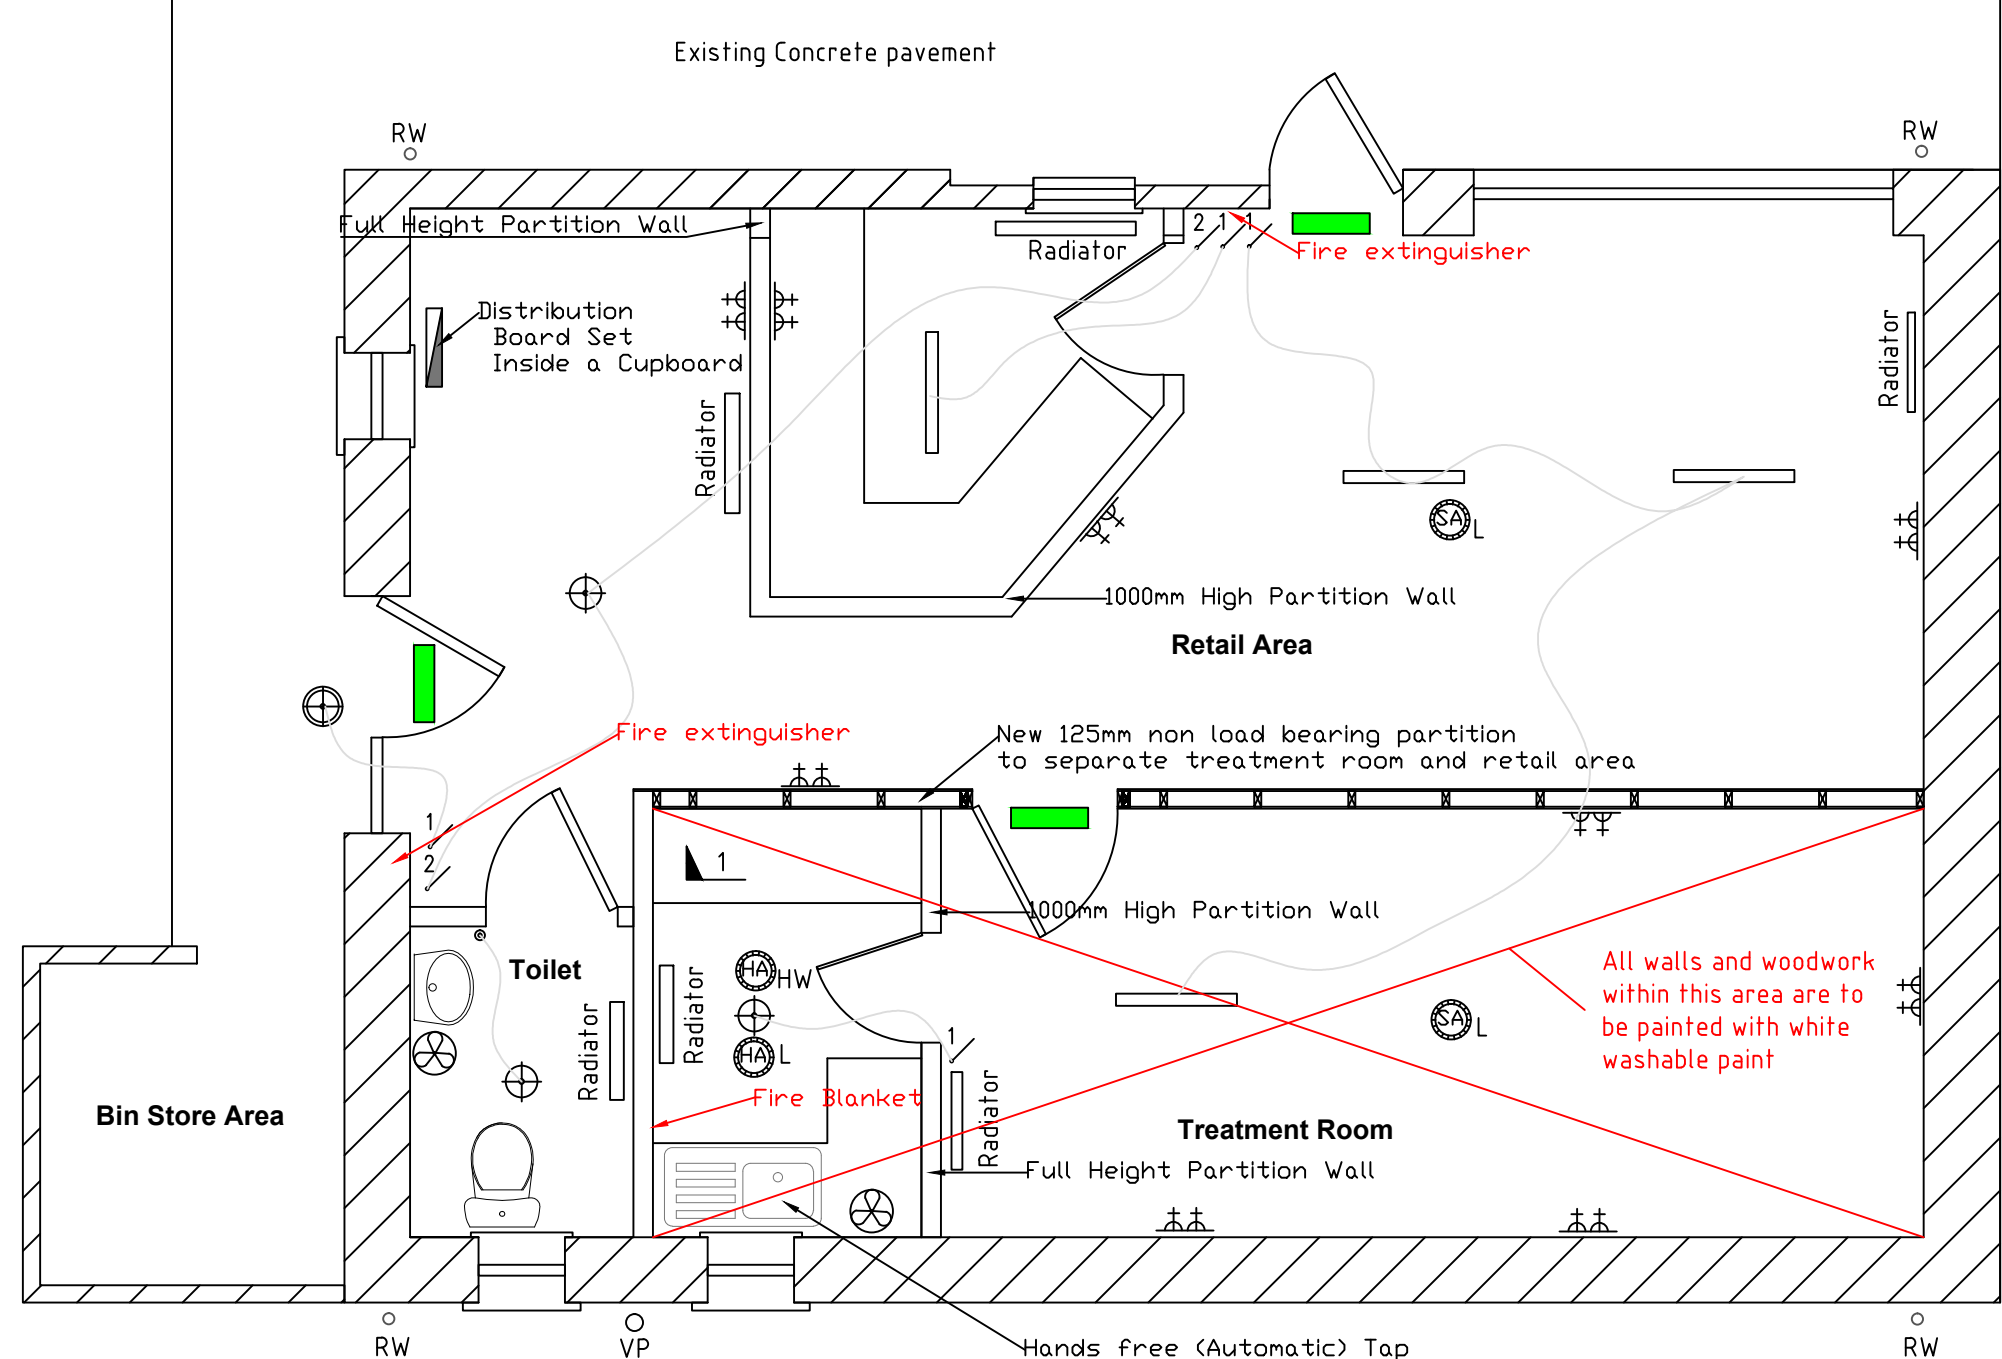 Existing Concrete pavement
RW
RW
Full Height Partition Wall
2 1 1
Radiator
Fire extinguisher
Distribution
Board Set
Inside a Cupboard
Radiator
Radiator
SA L
1000mm High Partition Wall
Retail Area
Fire extinguisher
New 125mm non load bearing partition
to separate treatment room and retail area
1
2
1
1000mm High Partition Wall
Toilet
HA HW
Radiator
Radiator
HA L
1
SA L
All walls and woodwork
within this area are to
be painted with white
washable paint
Fire Blanket
Radiator
Bin Store Area
Treatment Room
Full Height Partition Wall
RW
VP
Hands free (Automatic) Tap
RW